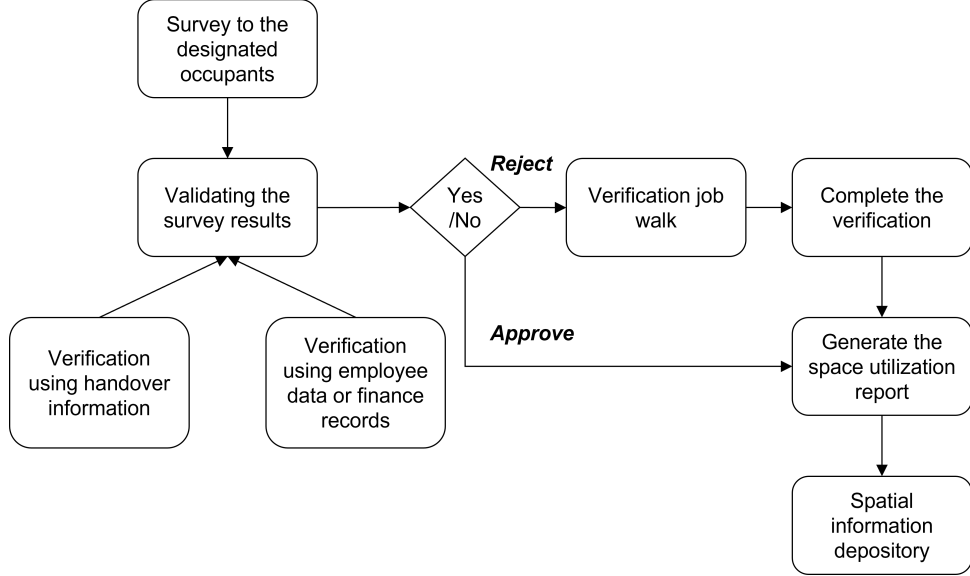 Survey to the
designated
occupants
Validating the
survey results
Yes
/No
Reject
Verification job
walk
Complete the
verification
Approve
Verification
using handover
information
Verification
using employee
data or finance
records
Generate the
space utilization
report
Spatial
information
depository